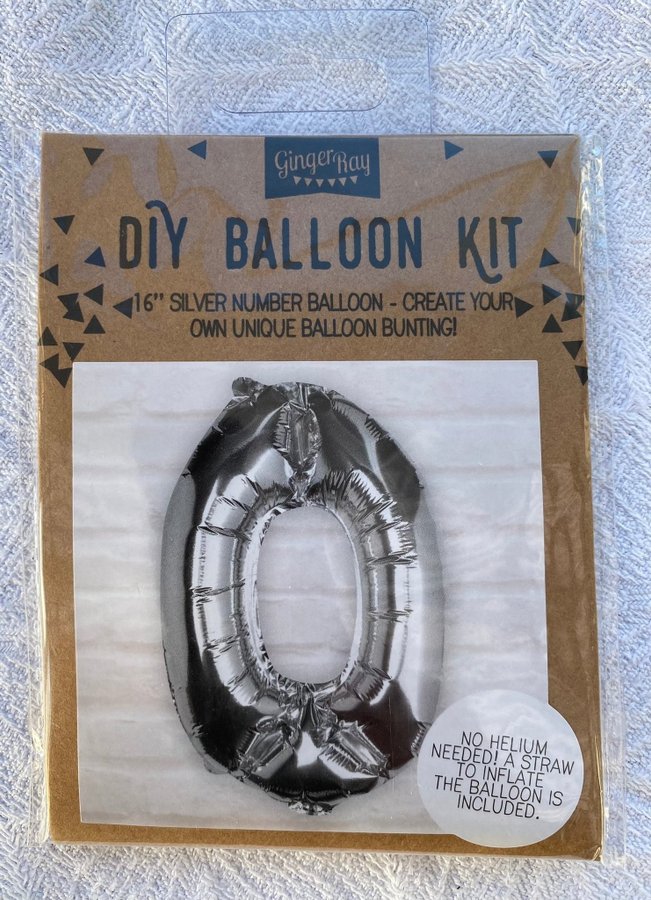 Ginger Ray
DIY BALLOON KIT
16" SILVER NUMBER BALLOON - CREATE YOUR
OWN UNIQUE BALLOON BUNTING!
NO HELIUM
NEEDED! A STRAW
TO INFLATE
THE BALLOON IS
INCLUDED.